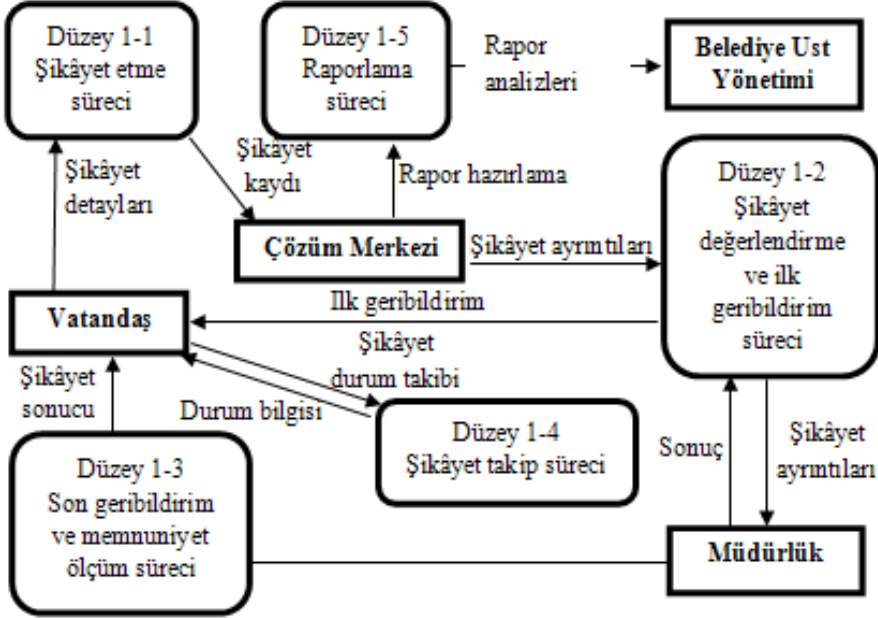 Düzey 1-1
Şikâyet etme
süreci
Düzey 1-5
Raporlama
süreci
Rapor
analizleri
Belediye Ust
Yönetimi
Şikâyet
detayları
Şikâyet
kaydı
Rapor hazırlama
Düzey 1-2
Şikâyet
değerlendirme
ve ilk
geribildirim
süreci
Çözüm Merkezi
Şikâyet ayrıntıları
Ilk geribildirim
Vatandaş
Şikâyet
durum takibi
Şikâyet
sonucu
Durum bilgisi
Düzey 1-4
Şikâyet takip süreci
Sonuç
Şikâyet
ayrıntıları
Düzey 1-3
Son geribildirim
ve memnuniyet
ölçüm süreci
Müdürlük